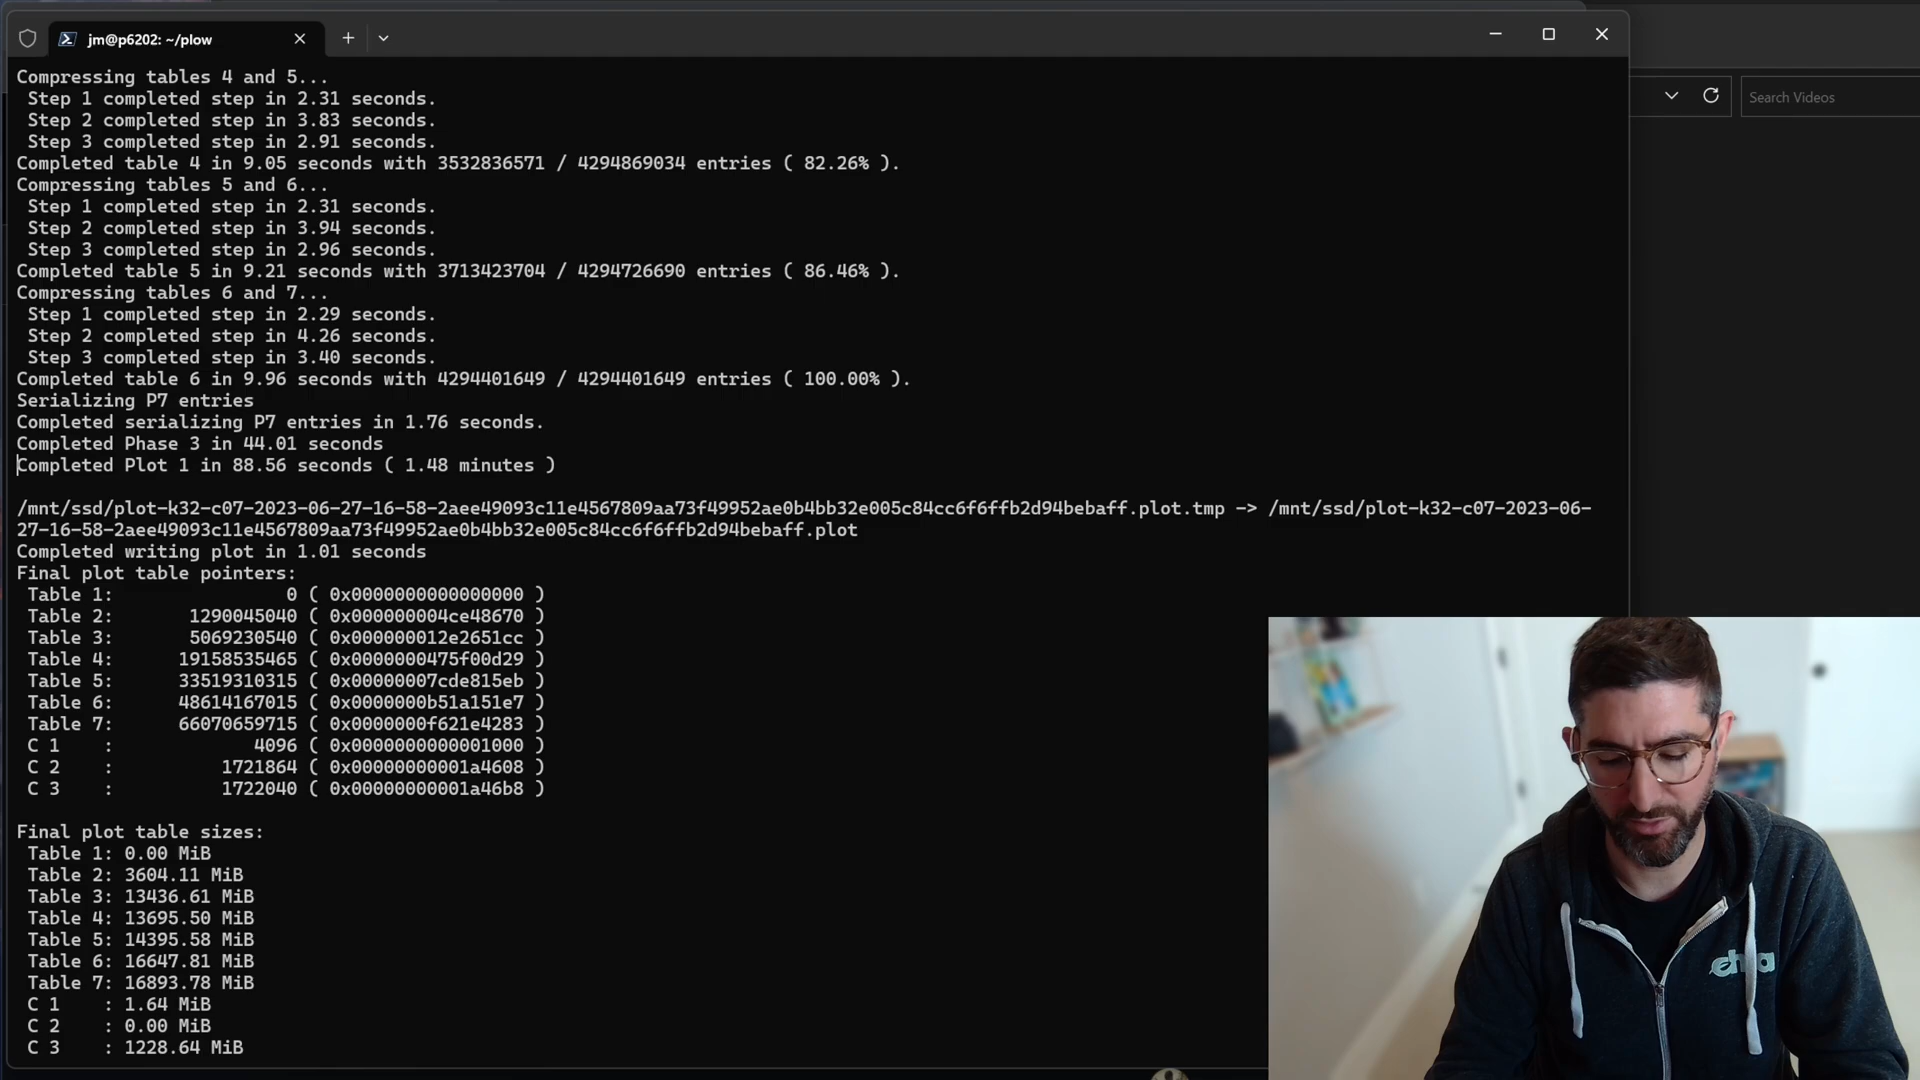 jm@p6202: ~/plow
Search Videos
Compressing tables 4 and 5...
Step 1 completed step in 2.31 seconds.
Step 2 completed step in 3.83 seconds.
Step 3 completed step in 2.91 seconds.
Completed table 4 in 9.05 seconds with 3532836571 / 4294869034 entries ( 82.26% ).
Compressing tables 5 and 6...
Step 1 completed step in 2.31 seconds.
Step 2 completed step in 3.94 seconds.
Step 3 completed step in 2.96 seconds.
Completed table 5 in 9.21 seconds with 3713423704 / 4294726690 entries ( 86.46% ).
Compressing tables 6 and 7...
Step 1 completed step in 2.29 seconds.
Step 2 completed step in 4.26 seconds.
Step 3 completed step in 3.40 seconds.
Completed table 6 in 9.96 seconds with 4294401649 / 4294401649 entries ( 100.00% ).
Serializing P7 entries
Completed serializing P7 entries in 1.76 seconds.
Completed Phase 3 in 44.01 seconds
Completed Plot 1 in 88.56 seconds ( 1.48 minutes )
/mnt/ssd/plot-k32-c07-2023-06-27-16-58-2aee49093c11e4567809aa73f49952ae0b4bb32e005c84cc6f6ffb2d94bebaff.plot.tmp -> /mnt/ssd/plot-k32-c07-2023-06-
27-16-58-2aee49093c11e4567809aa73f49952ae0b4bb32e005c84cc6f6ffb2d94bebaff.plot
Completed writing plot in 1.01 seconds
Final plot table pointers:
Table 1: 0 ( 0x0000000000000000 )
Table 2: 1290045040 ( 0x000000004ce48670 )
Table 3: 5069230540 ( 0x000000012e2651cc )
Table 4: 19158535465 ( 0x0000000475f00d29 )
Table 5: 33519310315 ( 0x00000007cde815eb )
Table 6: 48614167015 ( 0x0000000b51a151e7 )
Table 7: 66070659715 ( 0x0000000f621e4283 )
C 1 : 4096 ( 0x0000000000001000 )
C 2 : 1721864 ( 0x00000000001a4608 )
C 3 : 1722040 ( 0x00000000001a46b8 )
Final plot table sizes:
Table 1: 0.00 MiB
Table 2: 3604.11 MiB
Table 3: 13436.61 MiB
Table 4: 13695.50 MiB
Table 5: 14395.58 MiB
Table 6: 16647.81 MiB
Table 7: 16893.78 MiB
C 1 : 1.64 MiB
C 2 : 0.00 MiB
C 3 : 1228.64 MiB
chia